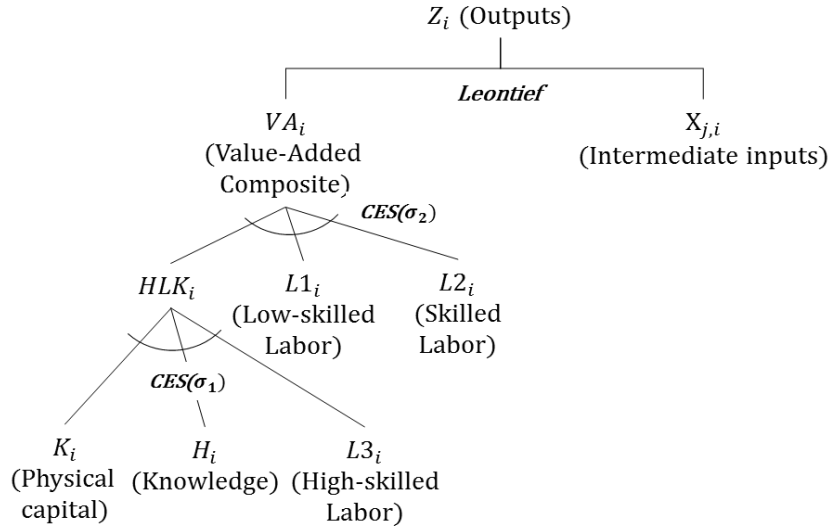 Z_i (Outputs)
Leontief
VA_i
(Value-Added
Composite)
X_{j,i}
(Intermediate inputs)
CES(σ_2)
HLK_i
L1_i
(Low-skilled
Labor)
L2_i
(Skilled
Labor)
CES(σ_1)
K_i
(Physical
capital)
H_i
(Knowledge)
L3_i
(High-skilled
Labor)